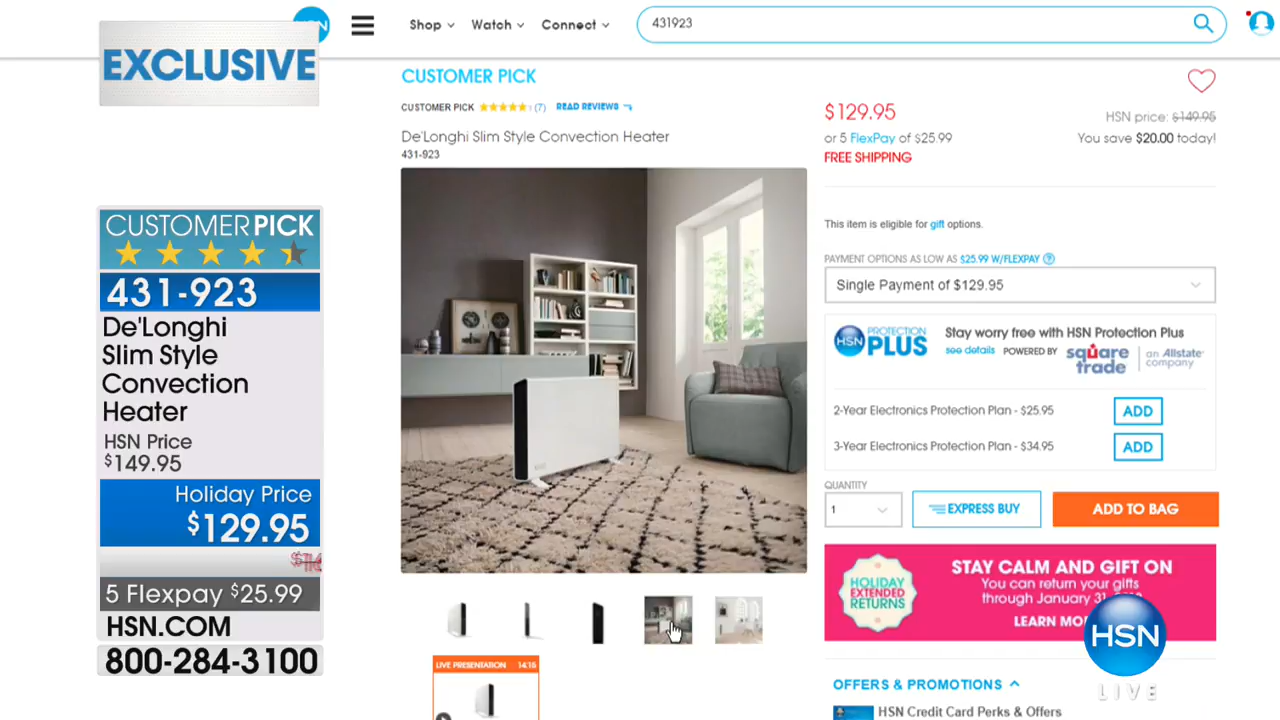 EXCLUSIVE
Shop
Watch
Connect
431923
CUSTOMER PICK
CUSTOMER PICK
(7)
READ REVIEWS
De'Longhi Slim Style Convection Heater
431-923
$129.95
HSN price: $149.95
or 5 FlexPay of $25.99
You save $20.00 today!
FREE SHIPPING
This item is eligible for gift options.
PAYMENT OPTIONS AS LOW AS $25.99 W/FLEXPAY ?
Single Payment of $129.95
HSN PROTECTION PLUS
Stay worry free with HSN Protection Plus
see details POWERED BY square trade an Allstate company
2-Year Electronics Protection Plan - $25.95
ADD
3-Year Electronics Protection Plan - $34.95
ADD
QUANTITY
1
EXPRESS BUY
ADD TO BAG
HOLIDAY
EXTENDED
RETURNS
STAY CALM AND GIFT ON
You can return your gifts
through January 31,
LEARN
OFFERS & PROMOTIONS
HSN Credit Card Perks & Offers
LIVE PRESENTATION 14:15
CUSTOMER PICK
431-923
De'Longhi
Slim Style
Convection
Heater
HSN Price
$149.95
Holiday Price
$129.95
5 Flexpay $25.99
HSN.COM
800-284-3100
HSN
LIVE